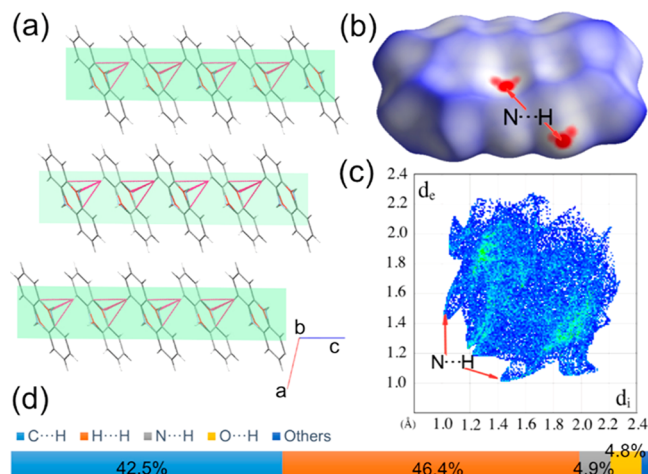 (a)
b
c
a
(b)
N···H
(c)
2.4
2.2
2.0
1.8
1.6
1.4
1.2
1.0
dₑ
N···H
dᵢ
(Å)
1.0 1.2 1.4 1.6 1.8 2.0 2.2 2.4
(d)
C···H H···H N···H O···H Others
4.8%
42.5% 46.4% 4.9%